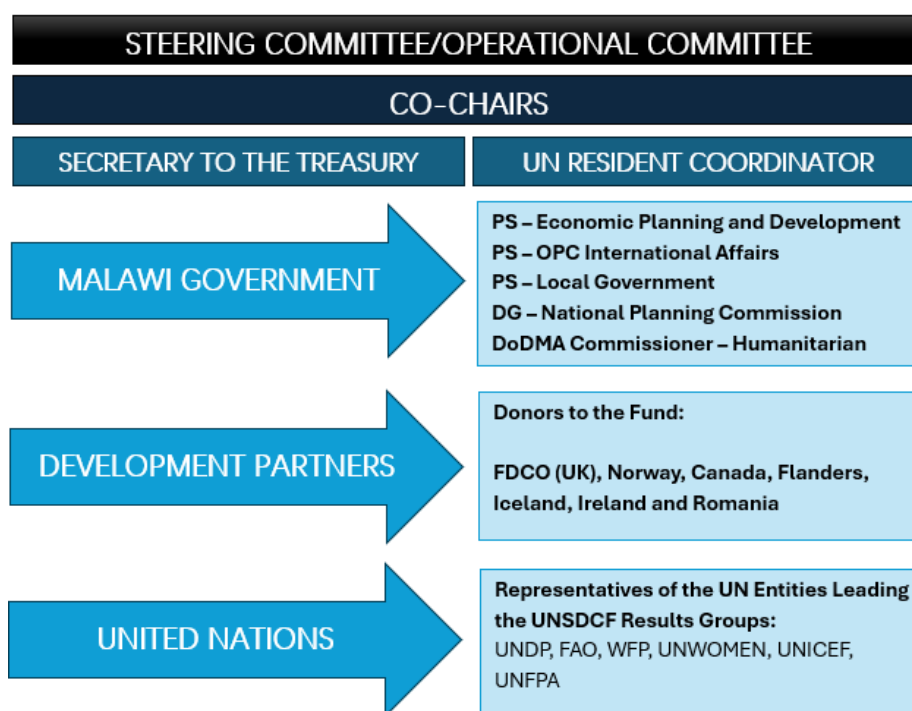 STEERING COMMITTEE/OPERATIONAL COMMITTEE
CO-CHAIRS
SECRETARY TO THE TREASURY
UN RESIDENT COORDINATOR
MALAWI GOVERNMENT
PS – Economic Planning and Development
PS – OPC International Affairs
PS – Local Government
DG – National Planning Commission
DoDMA Commissioner – Humanitarian
DEVELOPMENT PARTNERS
Donors to the Fund:
FDCO (UK), Norway, Canada, Flanders,
Iceland, Ireland and Romania
UNITED NATIONS
Representatives of the UN Entities Leading
the UNSDCF Results Groups:
UNDP, FAO, WFP, UNWOMEN, UNICEF,
UNFPA